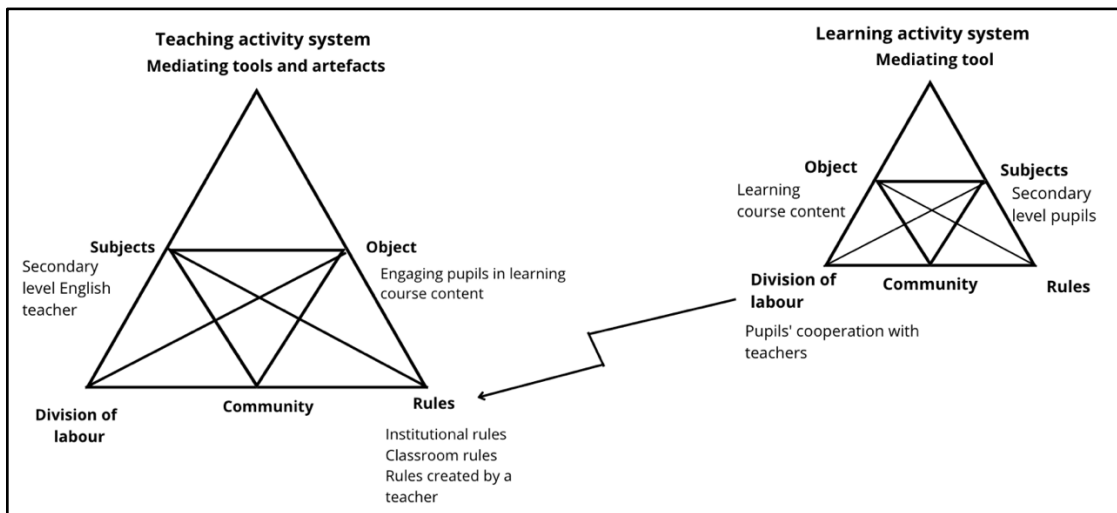 Teaching activity system
Mediating tools and artefacts
Subjects
Secondary
level English
teacher
Object
Engaging pupils in learning
course content
Division of
labour
Community
Rules
Institutional rules
Classroom rules
Rules created by a
teacher
Learning activity system
Mediating tool
Object
Learning
course content
Subjects
Secondary
level pupils
Division of
labour
Pupils' cooperation with
teachers
Community
Rules